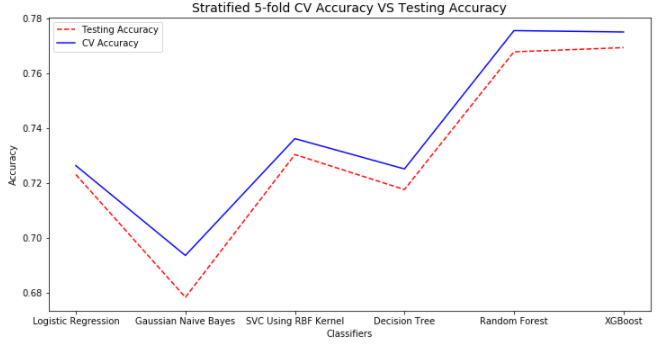 Stratified 5-fold CV Accuracy VS Testing Accuracy
Testing Accuracy
CV Accuracy
0.78
0.76
0.74
0.72
0.70
0.68
Accuracy
Logistic Regression Gaussian Naive Bayes SVC Using RBF Kernel Decision Tree Random Forest XGBoost
Classifiers